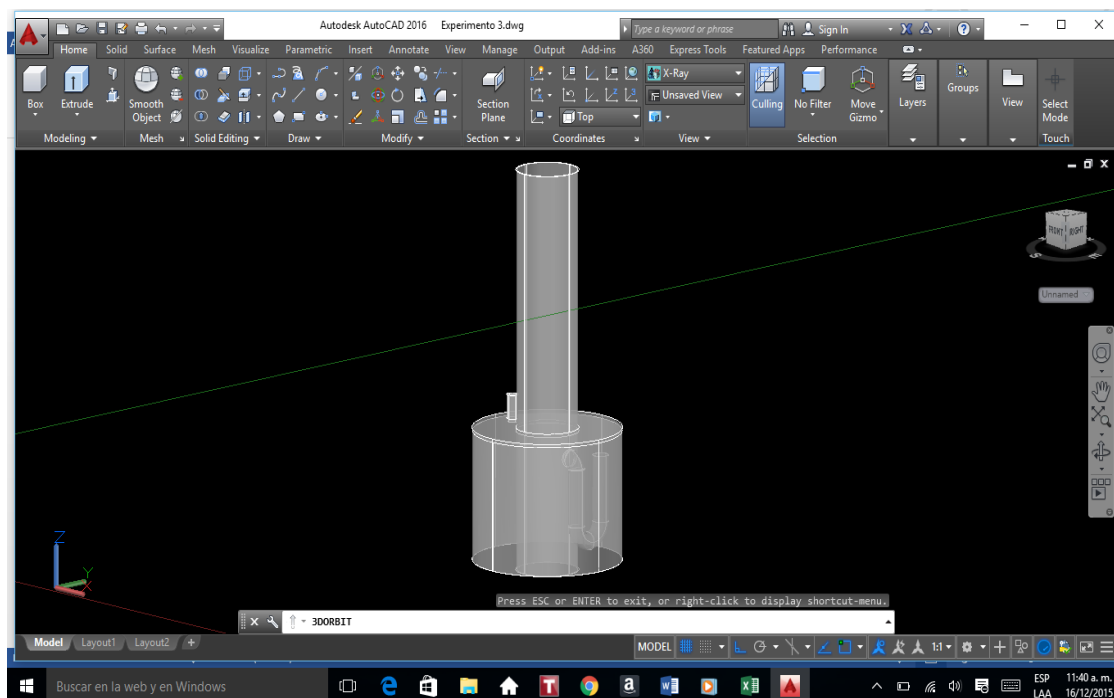 Autodesk AutoCAD 2016 Experimento 3.dwg
Type a keyword or phrase
Sign In
Home Solid Surface Mesh Visualize Parametric Insert Annotate View Manage Output Add-ins A360 Express Tools Featured Apps Performance
X-Ray
Unsaved View
Top
Box Extrude Smooth Object Section Plane Culling No Filter Move Gizmo Layers Groups View Select Mode
Modeling Mesh Solid Editing Draw Modify Section Coordinates View Selection Touch
FRONT RIGHT
S E
Unnamed
Z
Y
X
Press ESC or ENTER to exit, or right-click to display shortcut-menu.
3DORBIT
Model Layout1 Layout2 +
MODEL 1:1
Buscar en la web y en Windows
ESP 11:40 a. m.
LAA 16/12/2015